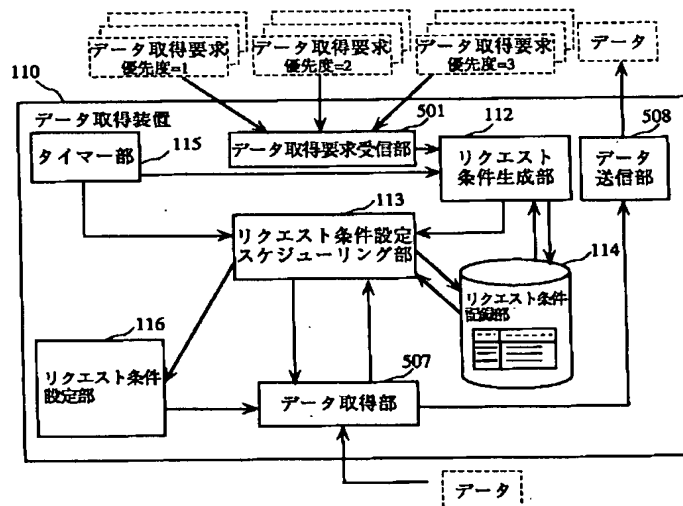 データ取得要求
優先度=1
データ取得要求
優先度=2
データ取得要求
優先度=3
データ
110
データ取得装置
タイマー部
115
501
データ取得要求受信部
112
リクエスト
条件生成部
508
データ
送信部
113
リクエスト条件設定
スケジューリング部
114
リクエスト条件
記録部
116
リクエスト条件
設定部
507
データ取得部
データ